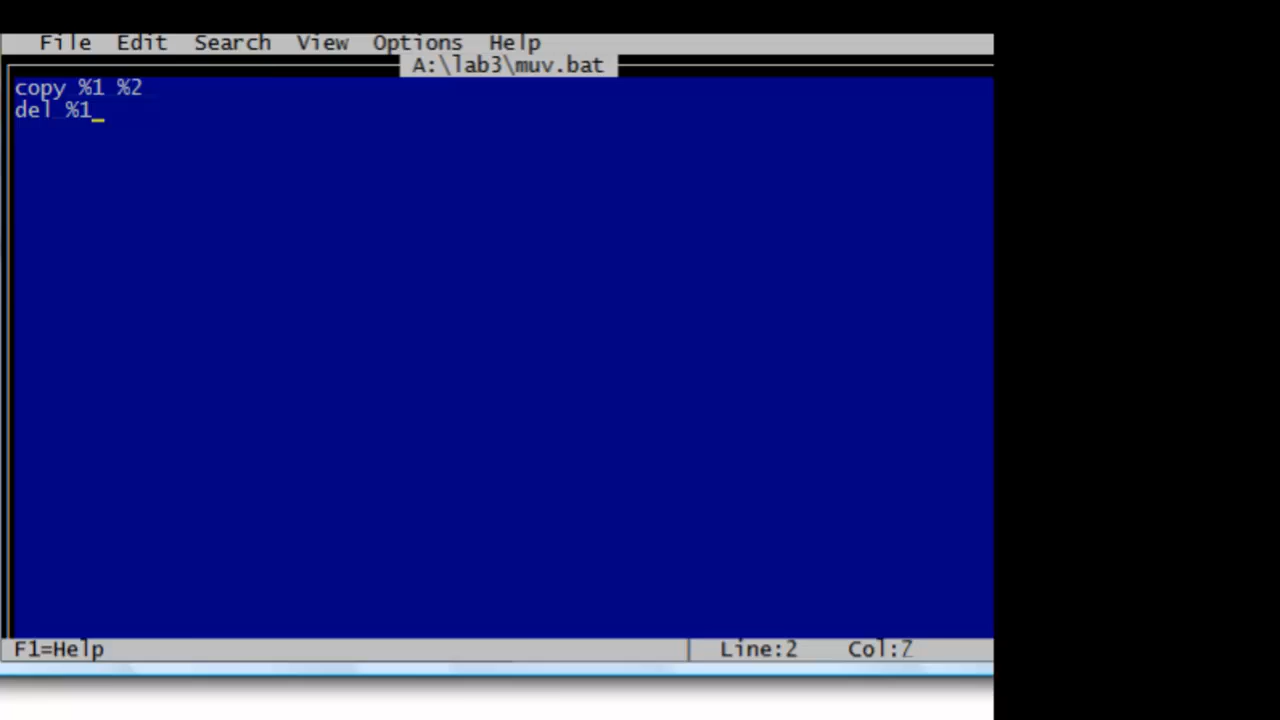 File Edit Search View Options Help
A:\lab3\muv.bat
copy %1 %2
del %1
F1=Help | Line:2 Col:7